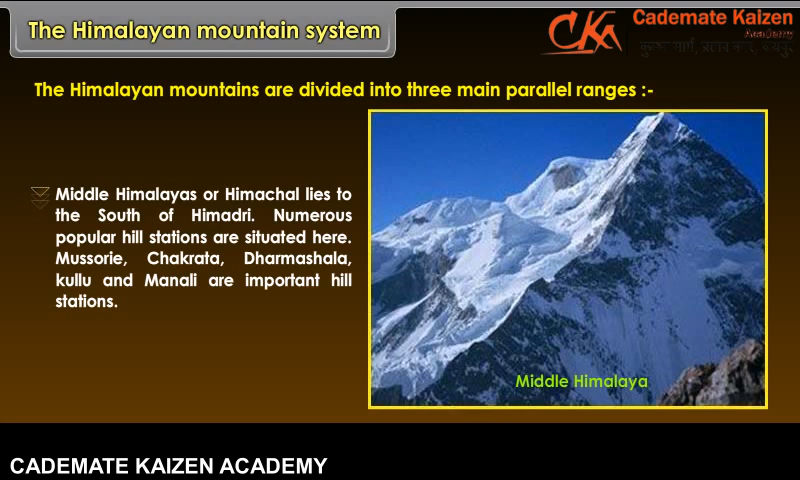 The Himalayan mountain system
CKA
Cademate Kaizen
Academy
The Himalayan mountains are divided into three main parallel ranges :-
Middle Himalayas or Himachal lies to
the South of Himadri. Numerous
popular hill stations are situated here.
Mussorie, Chakrata, Dharmashala,
kullu and Manali are important hill
stations.
Middle Himalaya
CADEMATE KAIZEN ACADEMY